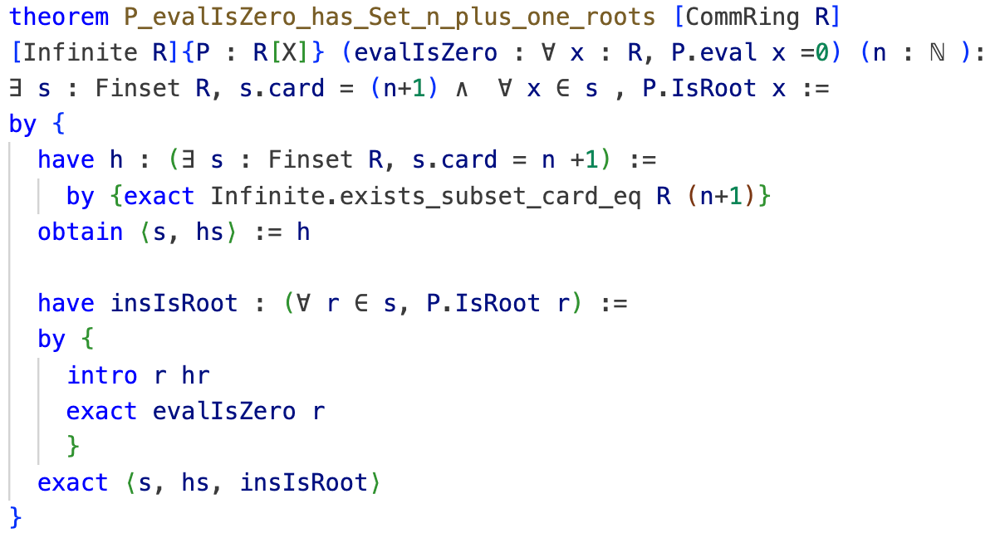 theorem P_evalIsZero_has_Set_n_plus_one_roots [CommRing R]
[Infinite R]{P : R[X]} (evalIsZero : ∀ x : R, P.eval x =0) (n : ℕ ):
∃ s : Finset R, s.card = (n+1) ∧  ∀ x ∈ s , P.IsRoot x :=
by {
  have h : (∃ s : Finset R, s.card = n +1) :=
    by {exact Infinite.exists_subset_card_eq R (n+1)}
  obtain ⟨s, hs⟩ := h
  have insIsRoot : (∀ r ∈ s, P.IsRoot r) :=
  by {
    intro r hr
    exact evalIsZero r
    }
  exact ⟨s, hs, insIsRoot⟩
}